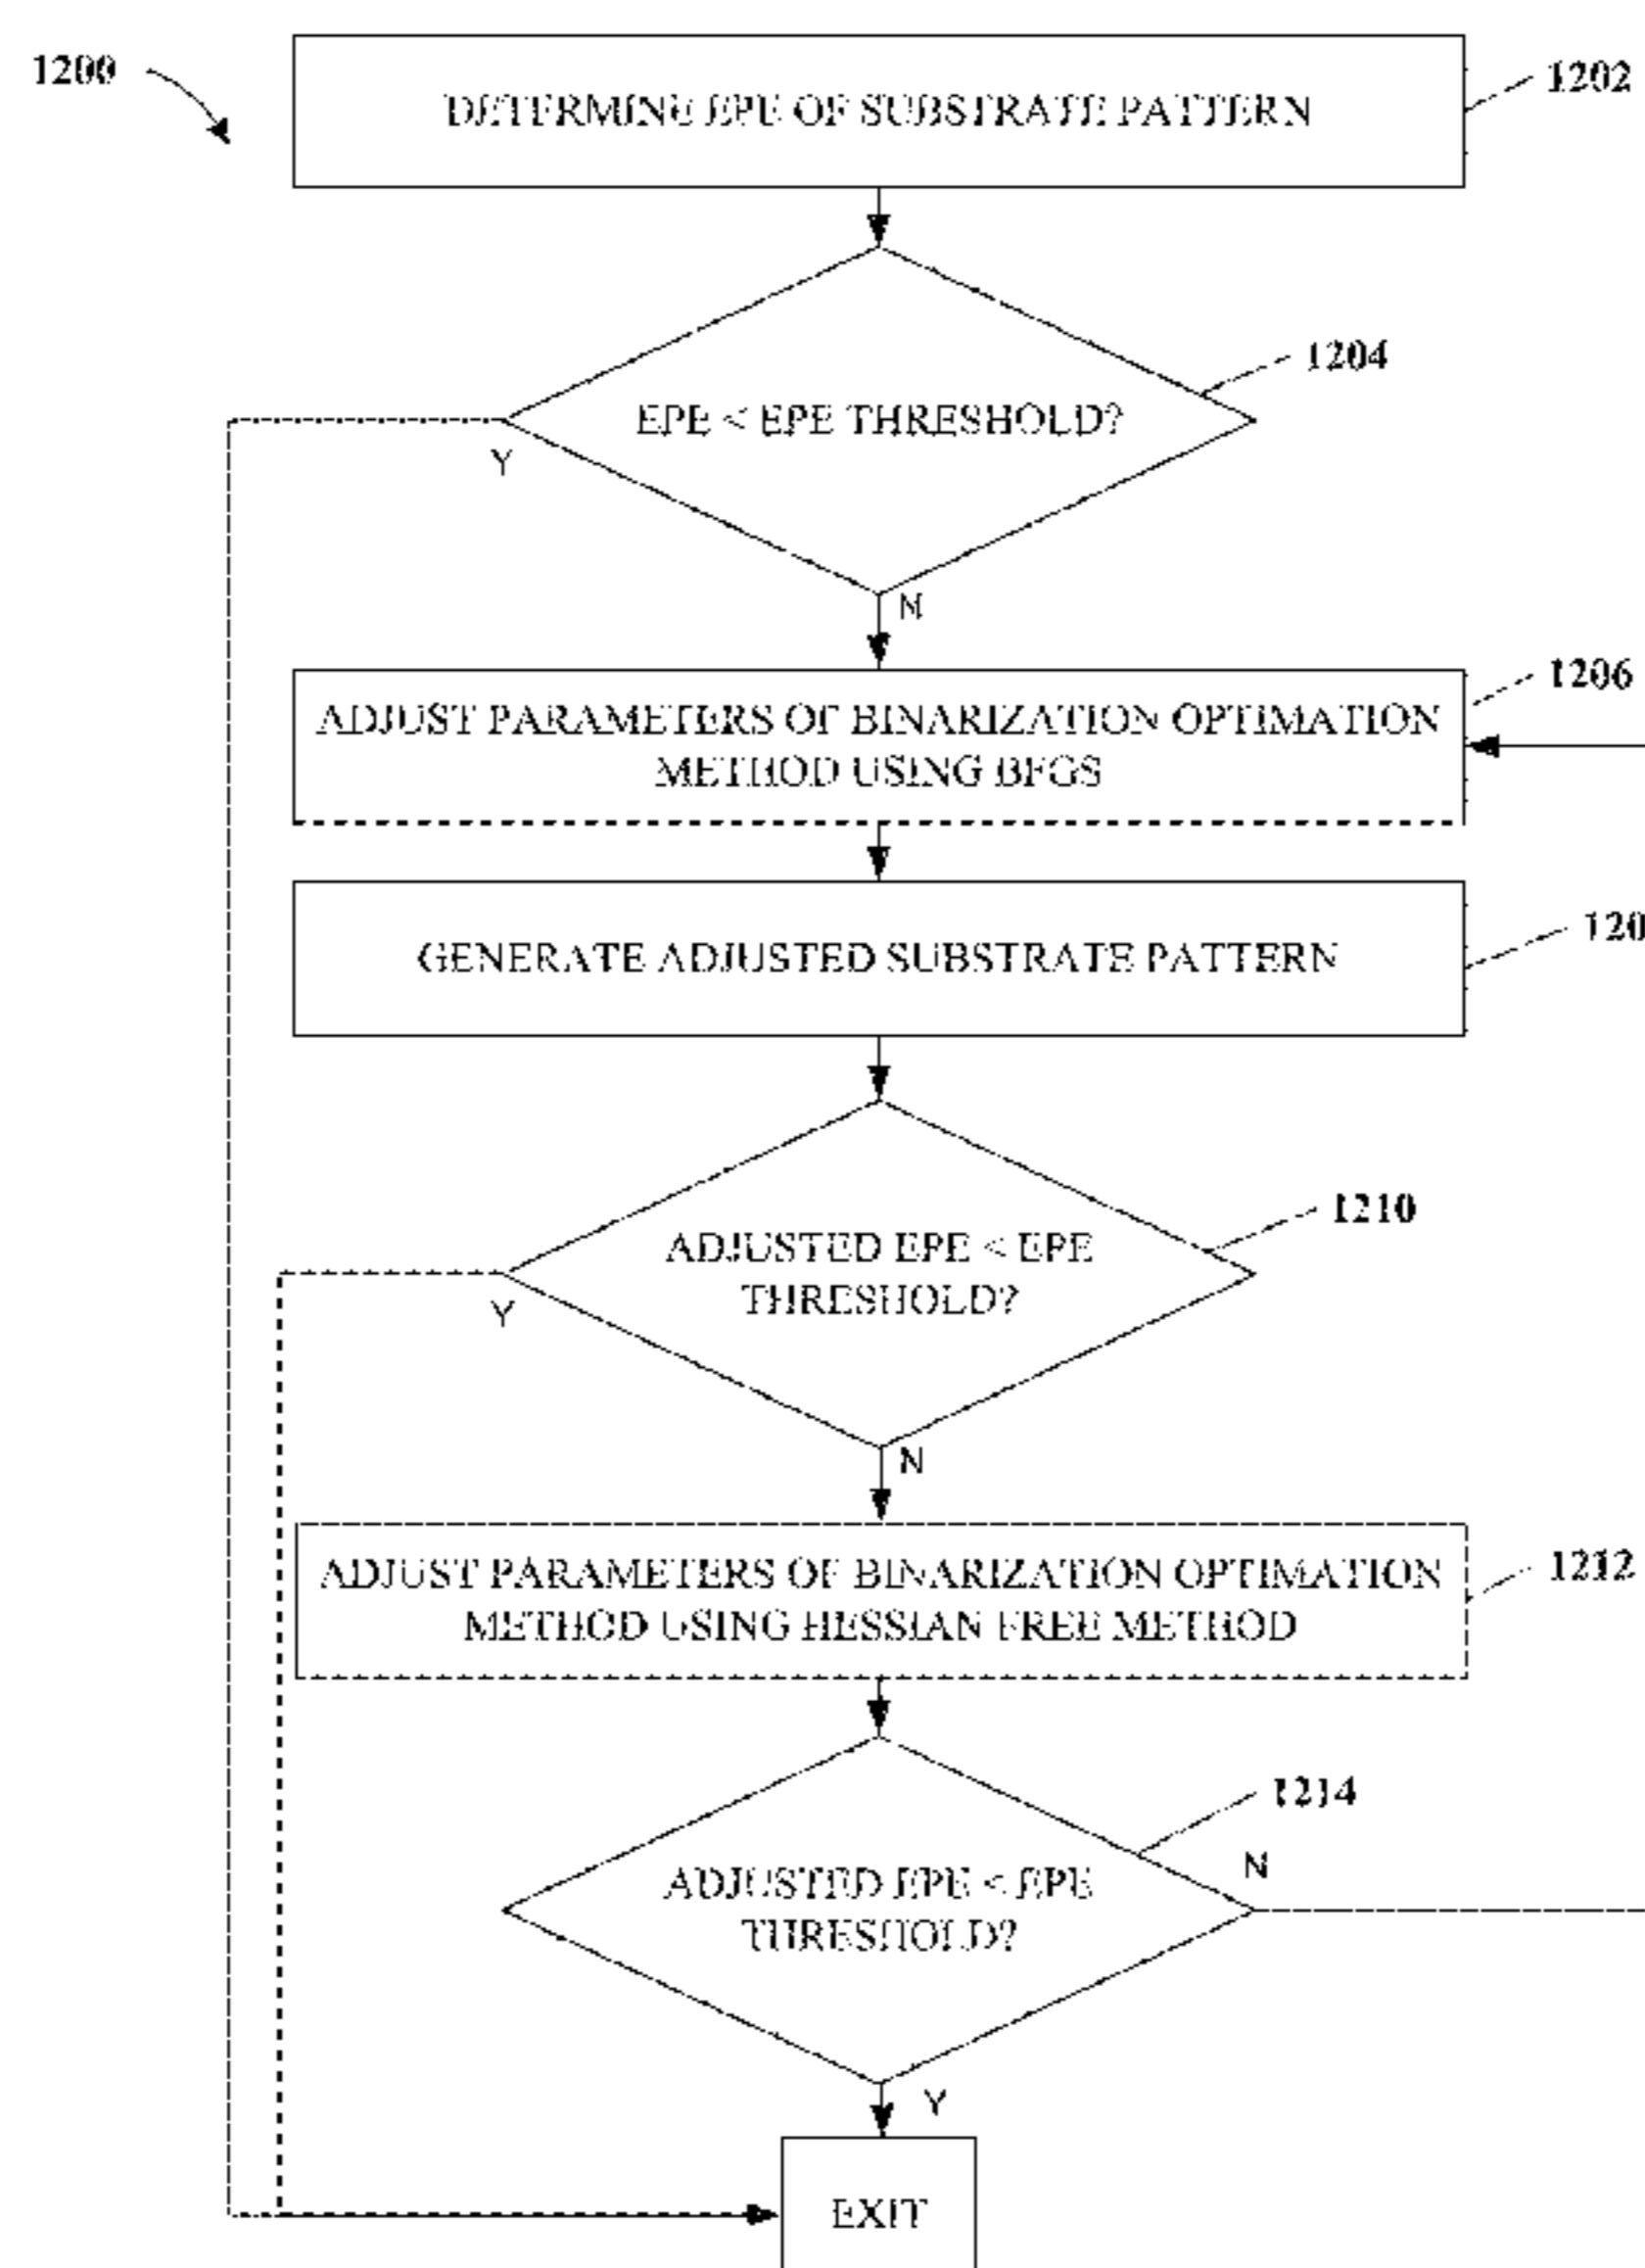 1200
1202
DETERMINE EPE OF SUBSTRATE PATTERN
1204
EPE < EPE THRESHOLD?
Y
N
1206
ADJUST PARAMETERS OF BINARIZATION OPTIMATION
METHOD USING BFGS
120
GENERATE ADJUSTED SUBSTRATE PATTERN
1210
ADJUSTED EPE < EPE
THRESHOLD?
Y
N
1212
ADJUST PARAMETERS OF BINARIZATION OPTIMATION
METHOD USING HESSIAN FREE METHOD
1214
N
ADJUSTED EPE < EPE
THRESHOLD?
Y
EXIT